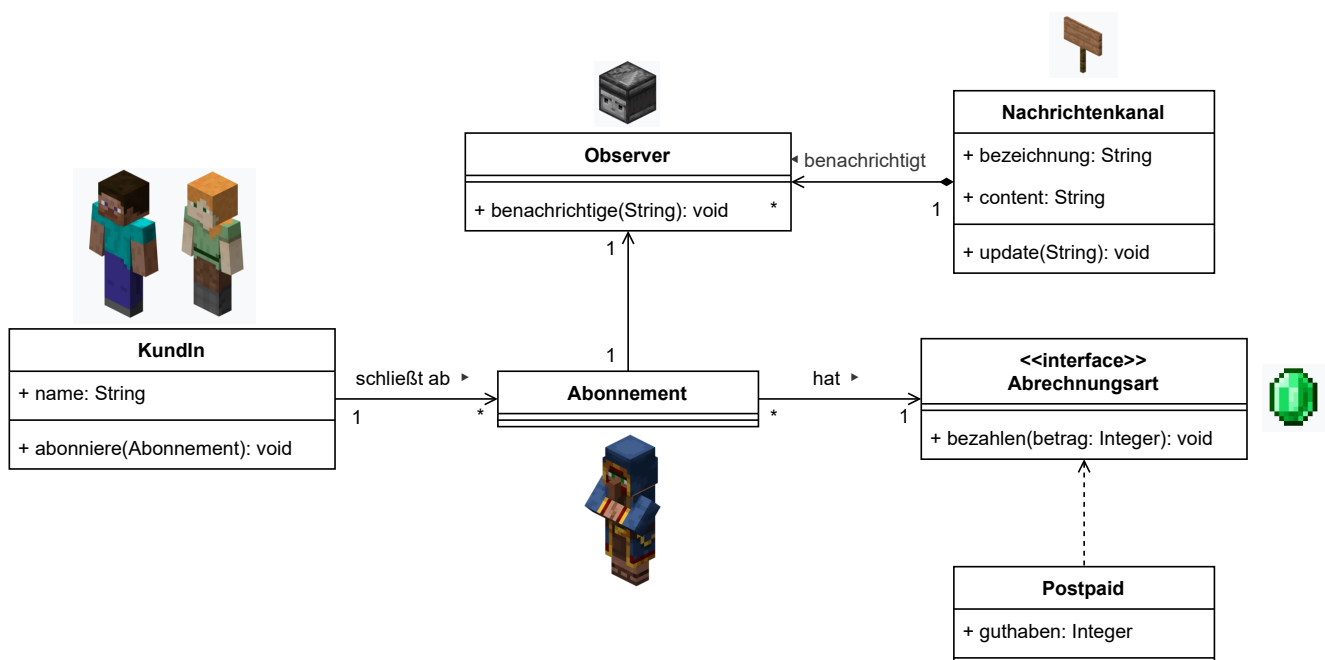 Nachrichtenkanal
+ bezeichnung: String
+ content: String
+ update(String): void
Observer
+ benachrichtige(String): void
benachrichtigt
*
1
1
1
KundIn
+ name: String
+ abonniere(Abonnement): void
schließt ab
1
*
Abonnement
hat
*
1
<<interface>>
Abrechnungsart
+ bezahlen(betrag: Integer): void
Postpaid
+ guthaben: Integer